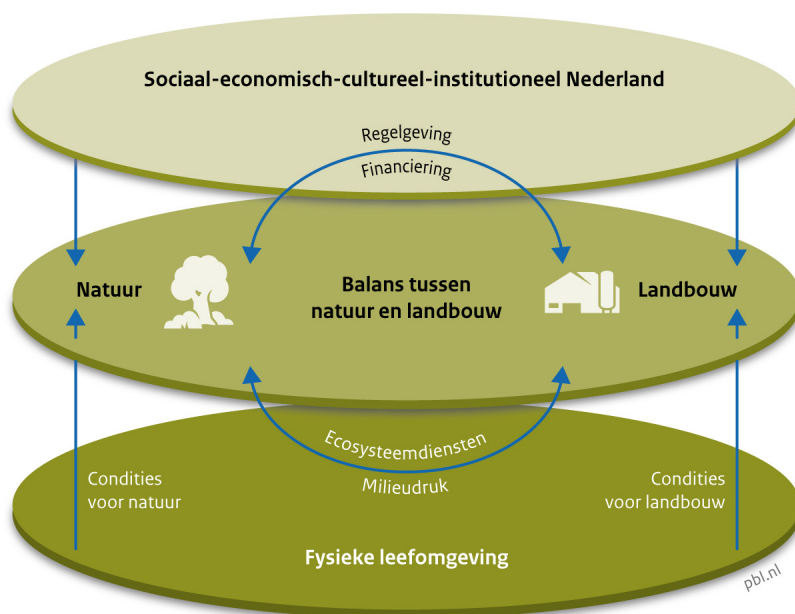 Sociaal-economisch-cultureel-institutioneel Nederland
Regelgeving
Financiering
Natuur
Balans tussen
natuur en landbouw
Landbouw
Ecosysteemdiensten
Milieudruk
Condities
voor natuur
Condities
voor landbouw
Fysieke leefomgeving
pbl.nl